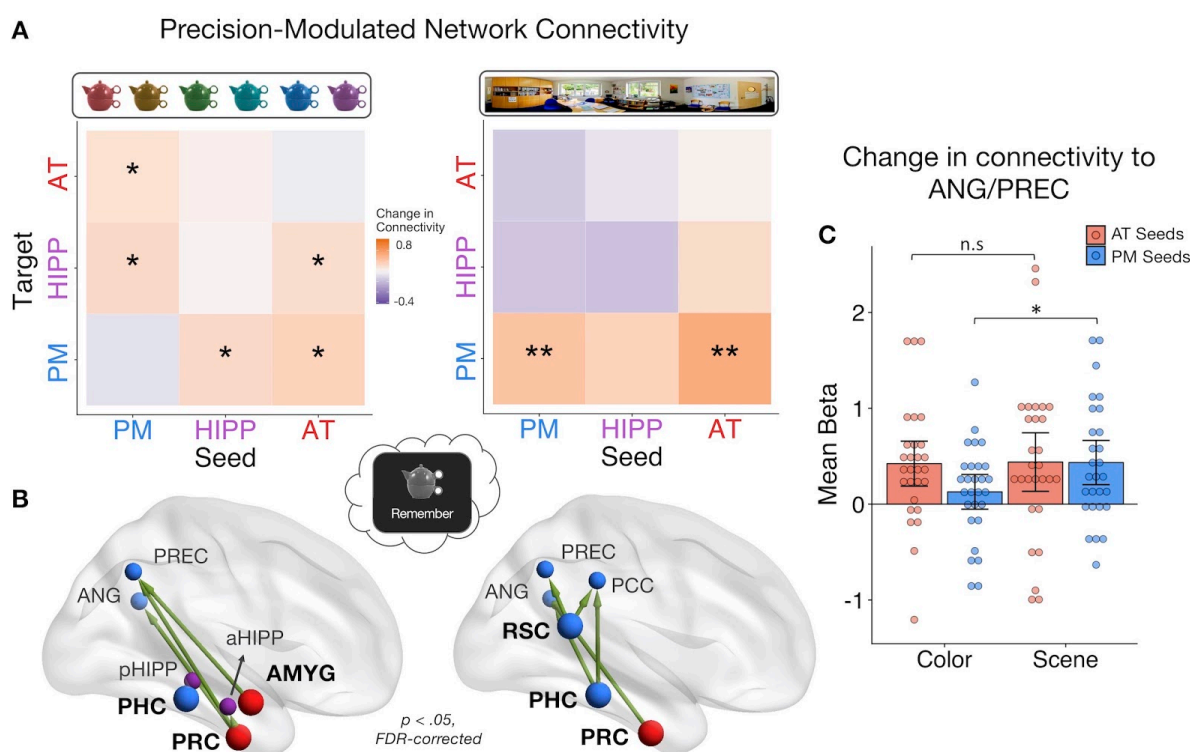 A
Precision-Modulated Network Connectivity
Target
AT
HIPP
PM
*
*
*
*
*
PM
HIPP
AT
Seed
Change in
Connectivity
0.8
-0.4
AT
HIPP
PM
**
**
PM
HIPP
AT
Seed
Remember
B
PREC
ANG
aHIPP
pHIPP
AMYG
PHC
PRC
p < .05,
FDR-corrected
PREC
ANG
PCC
RSC
PHC
PRC
Change in connectivity to
ANG/PREC
C
AT Seeds
PM Seeds
n.s
*
Mean Beta
2
1
0
-1
Color
Scene